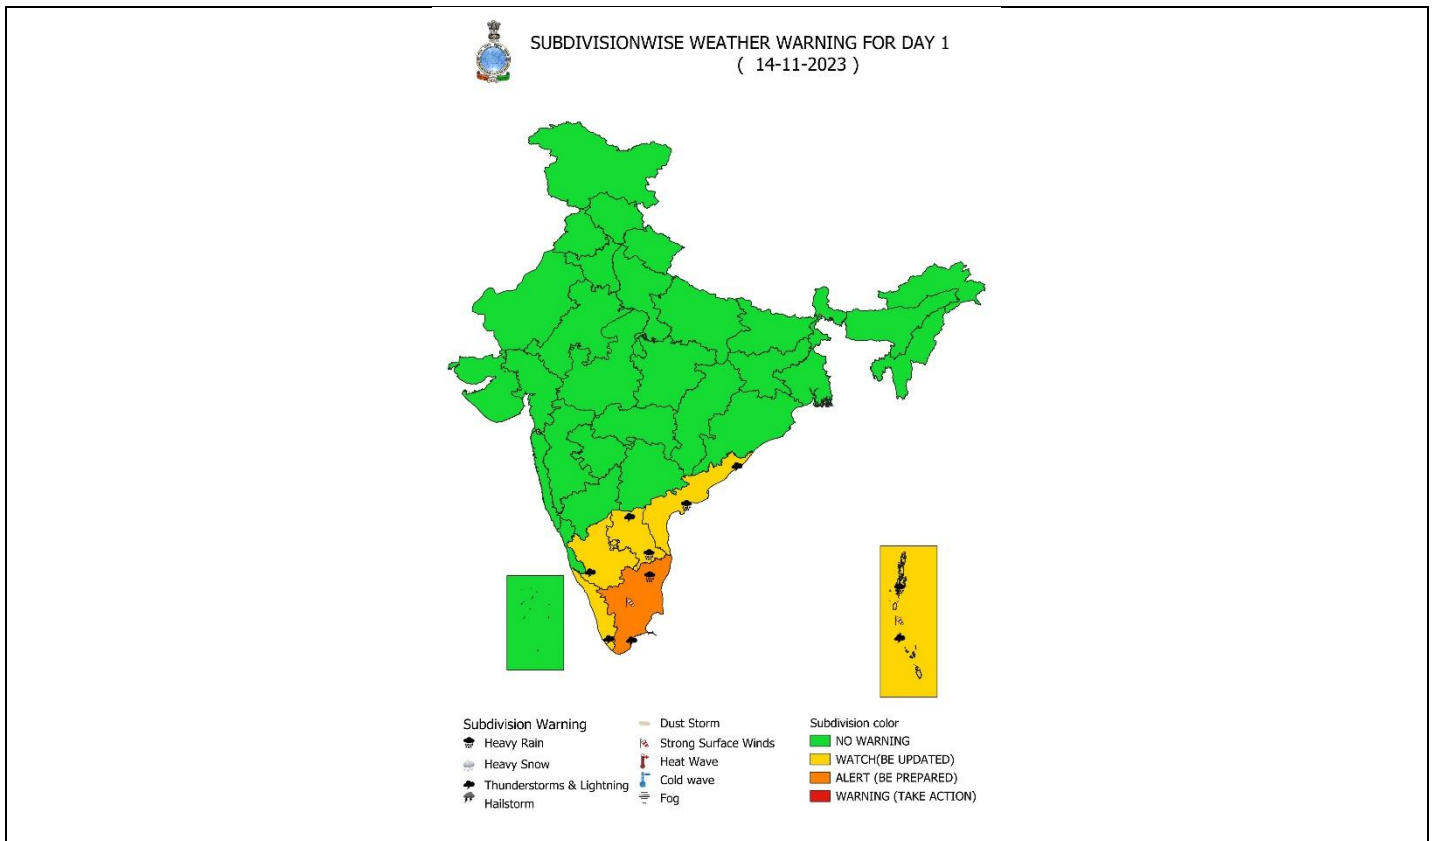 SUBDIVISIONWISE WEATHER WARNING FOR DAY 1
( 14-11-2023 )
Subdivision Warning
Heavy Rain
Heavy Snow
Thunderstorms & Lightning
Hailstorm
Dust Storm
Strong Surface Winds
Heat Wave
Cold wave
Fog
Subdivision color
NO WARNING
WATCH(BE UPDATED)
ALERT (BE PREPARED)
WARNING (TAKE ACTION)